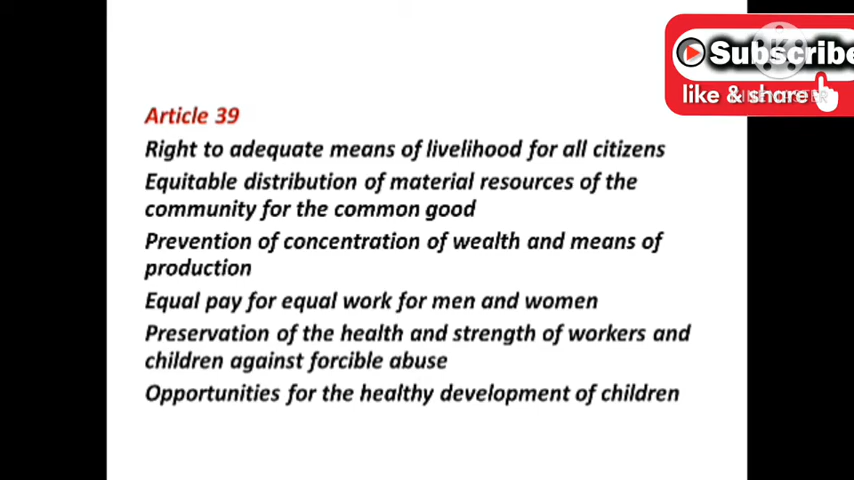 Subscribe
like & share
KINEMASTER
Article 39
Right to adequate means of livelihood for all citizens
Equitable distribution of material resources of the
community for the common good
Prevention of concentration of wealth and means of
production
Equal pay for equal work for men and women
Preservation of the health and strength of workers and
children against forcible abuse
Opportunities for the healthy development of children